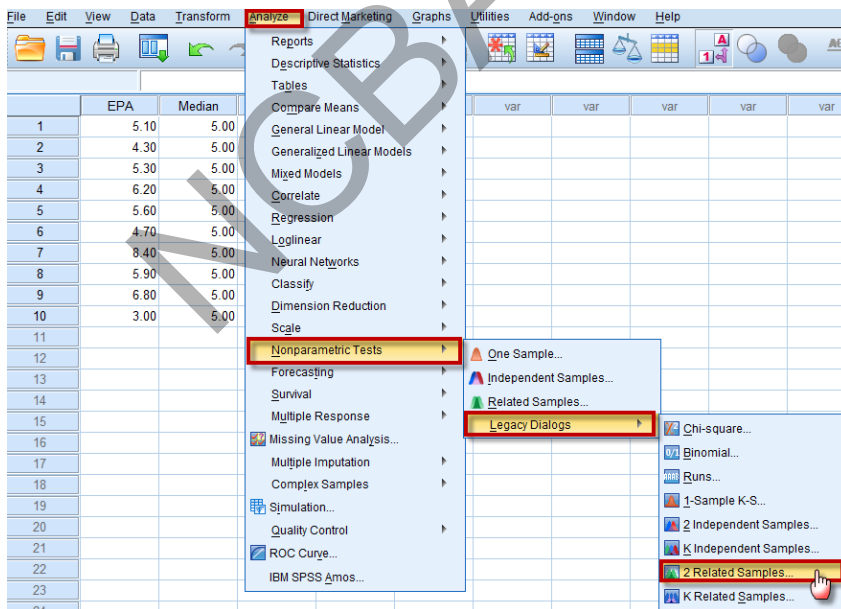 File Edit View Data Transform Analyze Direct Marketing Graphs Utilities Add-ons Window Help
EPA Median var var var var var
1 5.10 5.00
2 4.30 5.00
3 5.30 5.00
4 6.20 5.00
5 5.60 5.00
6 4.70 5.00
7 8.40 5.00
8 5.90 5.00
9 6.80 5.00
10 3.00 5.00
11
12
13
14
15
16
17
18
19
20
21
22
23
Reports
Descriptive Statistics
Tables
Compare Means
General Linear Model
Generalized Linear Models
Mixed Models
Correlate
Regression
Loglinear
Neural Networks
Classify
Dimension Reduction
Scale
Nonparametric Tests
Forecasting
Survival
Multiple Response
Missing Value Analysis...
Multiple Imputation
Complex Samples
Simulation...
Quality Control
ROC Curve...
IBM SPSS Amos...
One Sample...
Independent Samples...
Related Samples...
Legacy Dialogs
Chi-square...
Binomial...
Runs...
1-Sample K-S...
2 Independent Samples...
K Independent Samples...
2 Related Samples...
K Related Samples...
NCBA